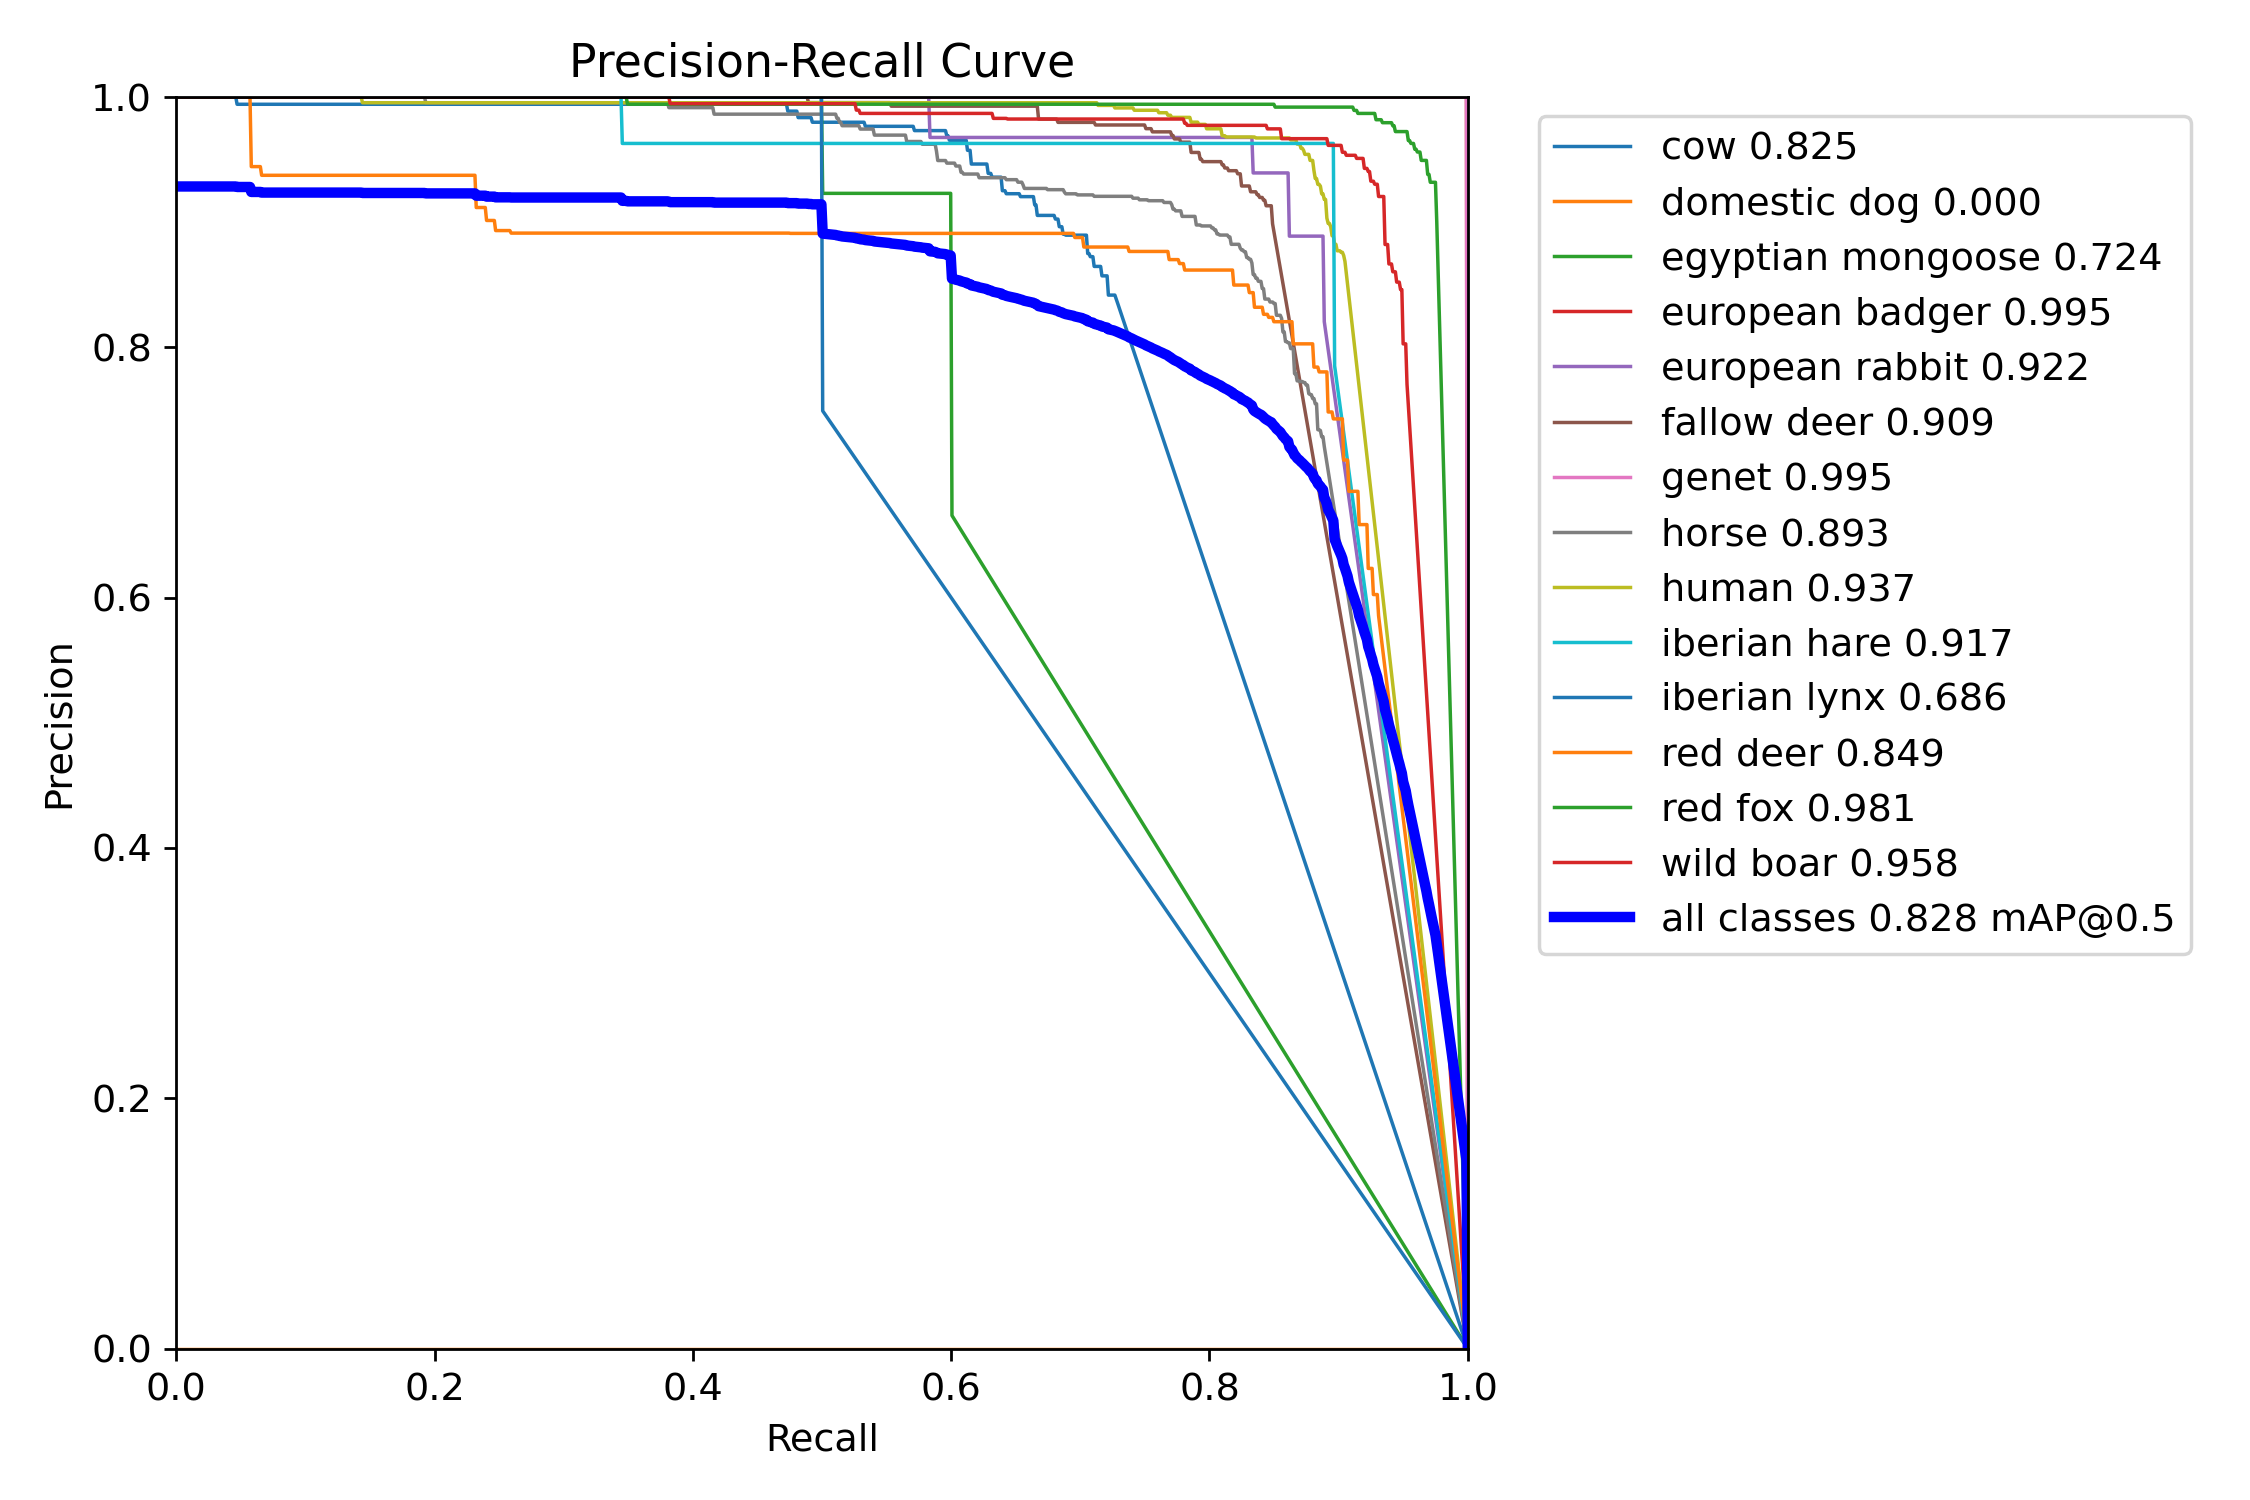 Precision-Recall Curve
1.0
0.8
0.6
0.4
0.2
0.0
Precision
0.0 0.2 0.4 0.6 0.8 1.0
Recall
cow 0.825
domestic dog 0.000
egyptian mongoose 0.724
european badger 0.995
european rabbit 0.922
fallow deer 0.909
genet 0.995
horse 0.893
human 0.937
iberian hare 0.917
iberian lynx 0.686
red deer 0.849
red fox 0.981
wild boar 0.958
all classes 0.828 mAP@0.5